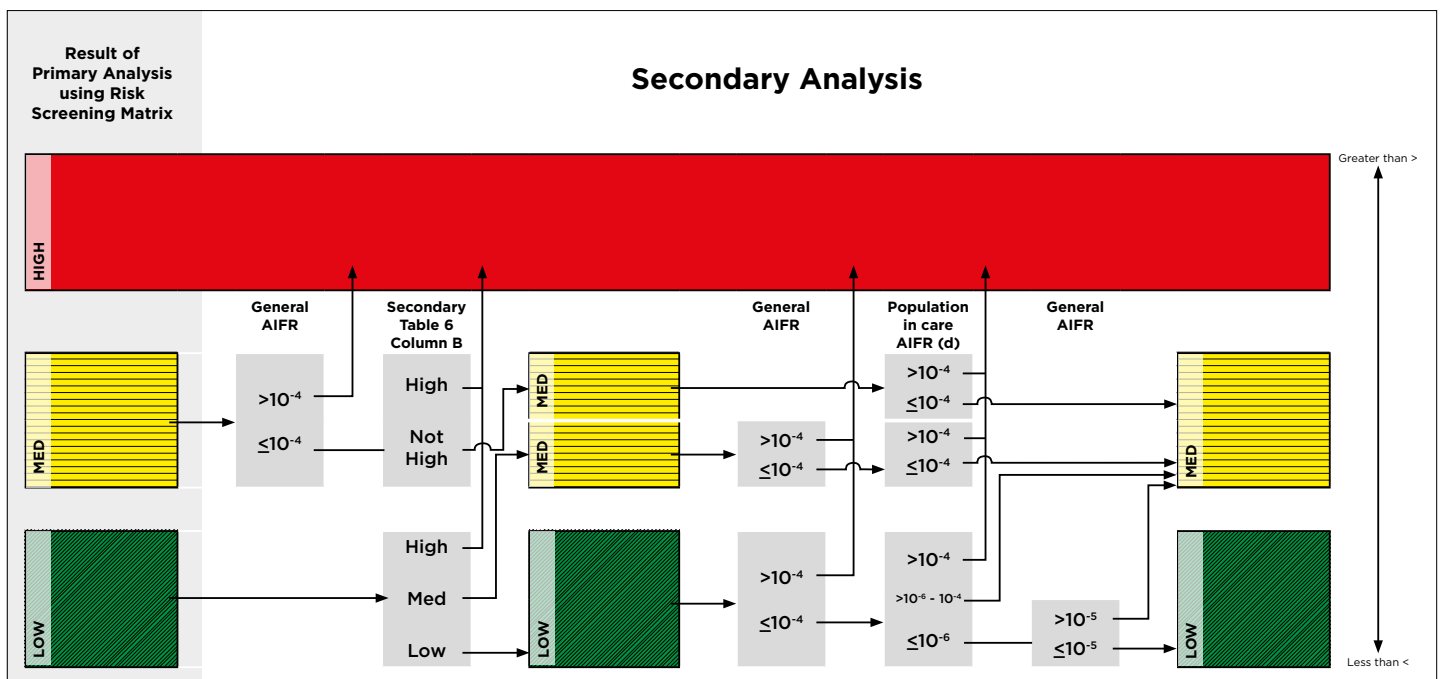 Result of
Primary Analysis
using Risk
Screening Matrix
Secondary Analysis
HIGH
Greater than >
General
AIFR
Secondary
Table 6
Column B
General
AIFR
Population
in care
AIFR (d)
General
AIFR
MED
>10⁻⁴
≤10⁻⁴
High
Not
High
MED
MED
>10⁻⁴
≤10⁻⁴
>10⁻⁴
≤10⁻⁴
>10⁻⁴
≤10⁻⁴
MED
LOW
High
Med
Low
LOW
>10⁻⁴
≤10⁻⁴
>10⁻⁴
>10⁻⁶ - 10⁻⁴
≤10⁻⁶
>10⁻⁵
≤10⁻⁵
LOW
Less than <